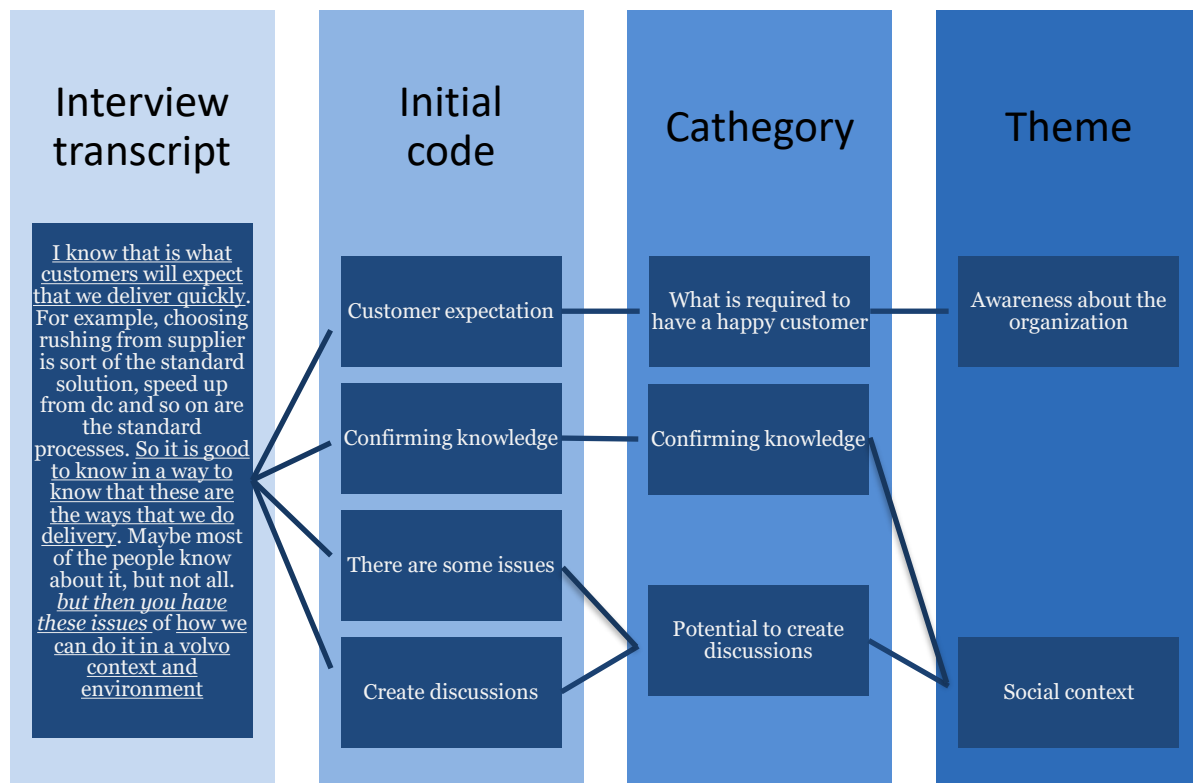 Interview
transcript
I know that is what
customers will expect
that we deliver quickly.
For example, choosing
rushing from supplier
is sort of the standard
solution, speed up
from dc and so on are
the standard
processes. So it is good
to know in a way to
know that these are
the ways that we do
delivery. Maybe most
of the people know
about it, but not all.
but then you have
these issues of how we
can do it in a volvo
context and
environment
Initial
code
Customer expectation
Confirming knowledge
There are some issues
Create discussions
Cathegory
What is required to
have a happy customer
Confirming knowledge
Potential to create
discussions
Theme
Awareness about the
organization
Social context